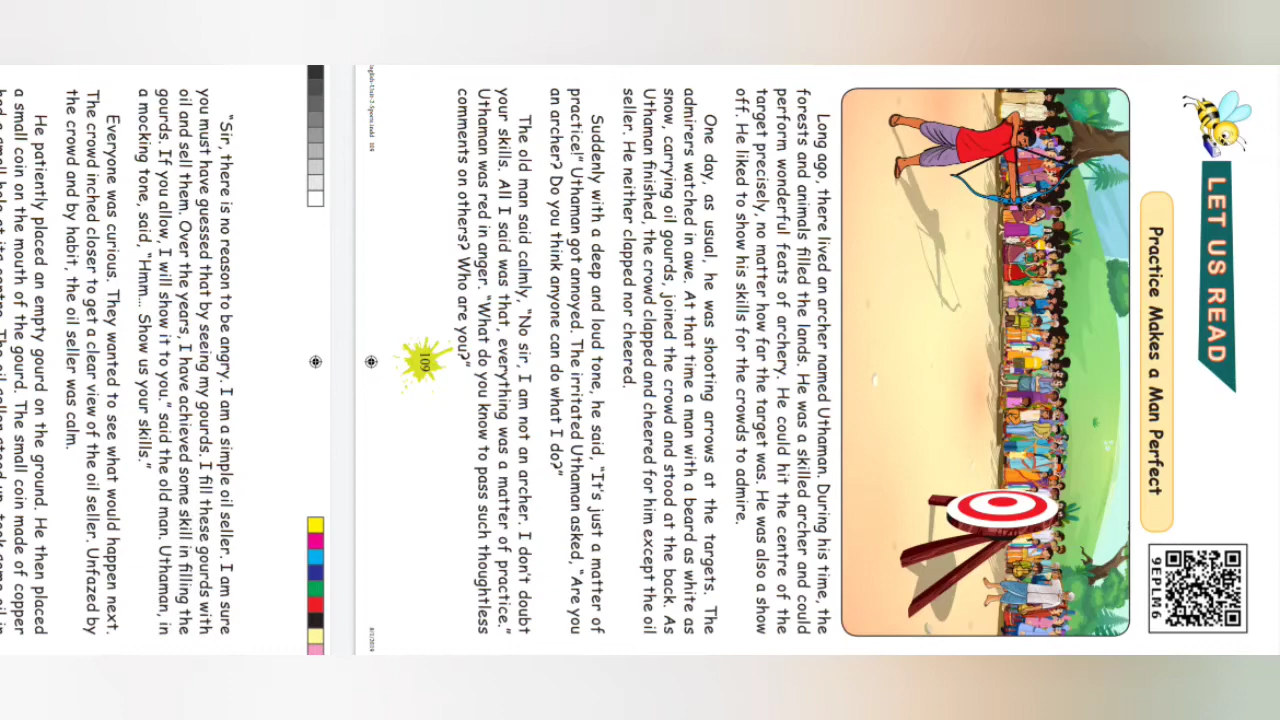 LET US READ
9EPLM6
Practice Makes a Man Perfect
Long ago, there lived an archer named Uthaman. During his time, the
forests and animals filled the lands. He was a skilled archer and could
perform wonderful feats of archery. He could hit the centre of the
target precisely, no matter how far the target was. He was also a show
off. He liked to show his skills for the crowds to admire.
One day, as usual, he was shooting arrows at the targets. The
admirers watched in awe. At that time a man with a beard as white as
snow, carrying oil gourds, joined the crowd and stood at the back. As
Uthaman finished, the crowd clapped and cheered for him except the oil
seller. He neither clapped nor cheered.
Suddenly with a deep and loud tone, he said, "It's just a matter of
practice!" Uthaman got annoyed. The irritated Uthaman asked, "Are you
an archer? Do you think anyone can do what I do?"
The old man said calmly, "No sir, I am not an archer. I don't doubt
your skills. All I said was that, everything was a matter of practice."
Uthaman was red in anger. "What do you know to pass such thoughtless
comments on others? Who are you?"
109
"Sir, there is no reason to be angry. I am a simple oil seller. I am sure
you must have guessed that by seeing my gourds. I fill these gourds with
oil and sell them. Over the years, I have achieved some skill in filling the
gourds. If you allow, I will show it to you." said the old man. Uthaman, in
a mocking tone, said, "Hmm... Show us your skills."
Everyone was curious. They wanted to see what would happen next.
The crowd inched closer to get a clear view of the oil seller. Unfazed by
the crowd and by habit, the oil seller was calm.
He patiently placed an empty gourd on the ground. He then placed
a small coin on the mouth of the gourd. The small coin made of copper